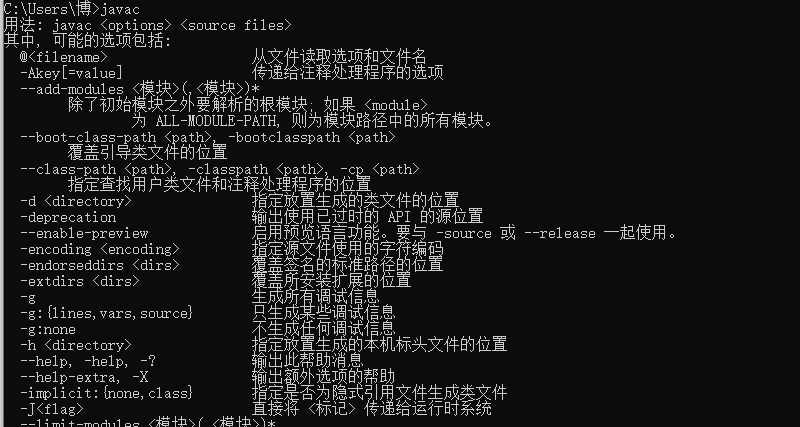 C:\Users\博>javac
用法: javac <options> <source files>
其中, 可能的选项包括:
@<filename> 从文件读取选项和文件名
-Akey[=value] 传递给注释处理程序的选项
--add-modules <模块>(,<模块>)*
除了初始模块之外要解析的根模块; 如果 <module>
为 ALL-MODULE-PATH, 则为模块路径中的所有模块。
--boot-class-path <path>, -bootclasspath <path>
覆盖引导类文件的位置
--class-path <path>, -classpath <path>, -cp <path>
指定查找用户类文件和注释处理程序的位置
-d <directory> 指定放置生成的类文件的位置
-deprecation 输出使用已过时的 API 的源位置
--enable-preview 启用预览语言功能。要与 -source 或 --release 一起使用。
-encoding <encoding> 指定源文件使用的字符编码
-endorseddirs <dirs> 覆盖签名的标准路径的位置
-extdirs <dirs> 覆盖所安装扩展的位置
-g 生成所有调试信息
-g:{lines,vars,source} 只生成某些调试信息
-g:none 不生成任何调试信息
-h <directory> 指定放置生成的本机标头文件的位置
--help, -help, -? 输出此帮助消息
--help-extra, -X 输出额外选项的帮助
-implicit:{none,class} 指定是否为隐式引用文件生成类文件
-J<flag> 直接将 <标记> 传递给运行时系统
--limit-modules <模块>(,<模块>)*